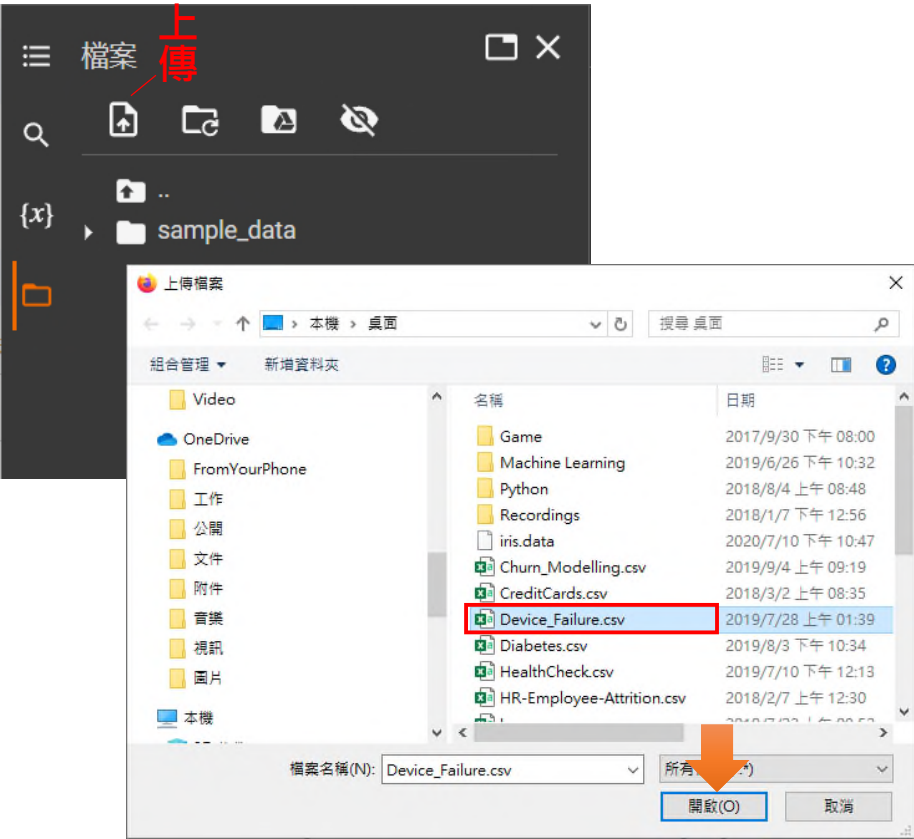 上傳
檔案
{x}
..
sample_data
上傳檔案
本機 › 桌面
搜尋 桌面
組合管理
新增資料夾
?
Video
OneDrive
FromYourPhone
工作
公開
文件
附件
音樂
視訊
圖片
本機
名稱 日期
Game 2017/9/30 下午 08:00
Machine Learning 2019/6/26 下午 10:32
Python 2018/8/4 上午 08:48
Recordings 2018/1/7 下午 12:56
iris.data 2020/7/10 下午 10:47
Churn_Modelling.csv 2019/9/4 上午 09:19
CreditCards.csv 2018/3/2 上午 08:35
Device_Failure.csv 2019/7/28 上午 01:39
Diabetes.csv 2019/8/3 下午 10:34
HealthCheck.csv 2019/7/10 下午 12:13
HR-Employee-Attrition.csv 2018/2/7 上午 12:30
檔案名稱(N): Device_Failure.csv
所有
開啟(O) 取消